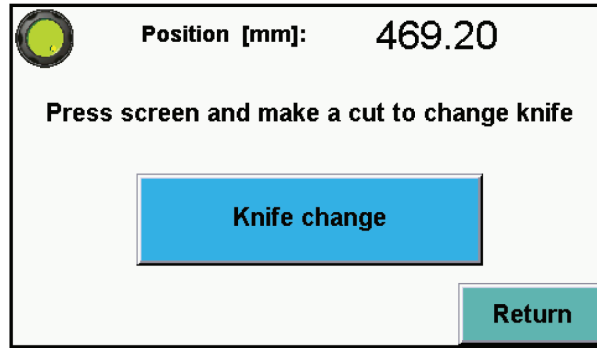 Position [mm]: 469.20
Press screen and make a cut to change knife
Knife change
Return